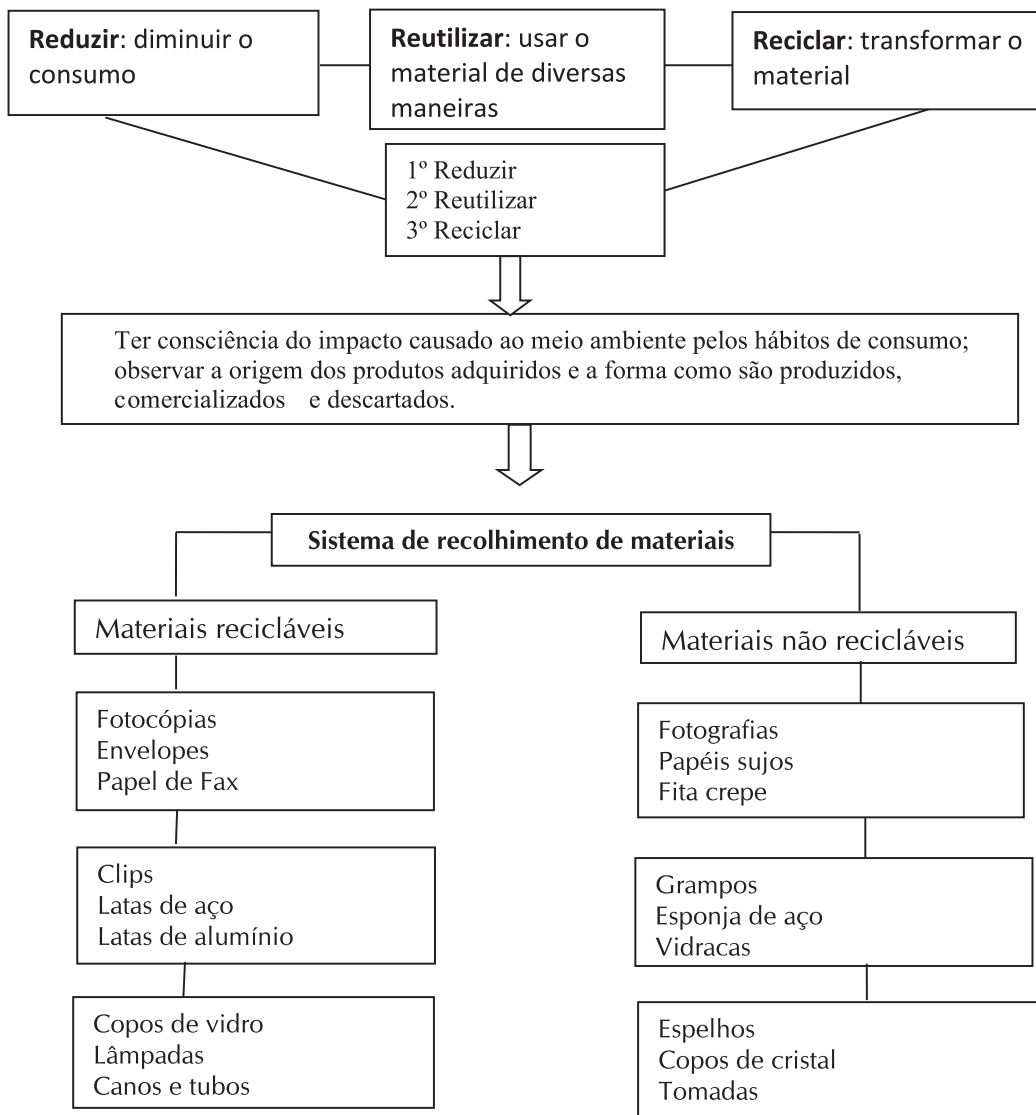 Reduzir: diminuir o
consumo
Reutilizar: usar o
material de diversas
maneiras
Reciclar: transformar o
material
1º Reduzir
2º Reutilizar
3º Reciclar
Ter consciência do impacto causado ao meio ambiente pelos hábitos de consumo;
observar a origem dos produtos adquiridos e a forma como são produzidos,
comercializados e descartados.
Sistema de recolhimento de materiais
Materiais recicláveis
Fotocópias
Envelopes
Papel de Fax
Clips
Latas de aço
Latas de alumínio
Copos de vidro
Lâmpadas
Canos e tubos
Materiais não recicláveis
Fotografias
Papéis sujos
Fita crepe
Grampos
Esponja de aço
Vidracas
Espelhos
Copos de cristal
Tomadas